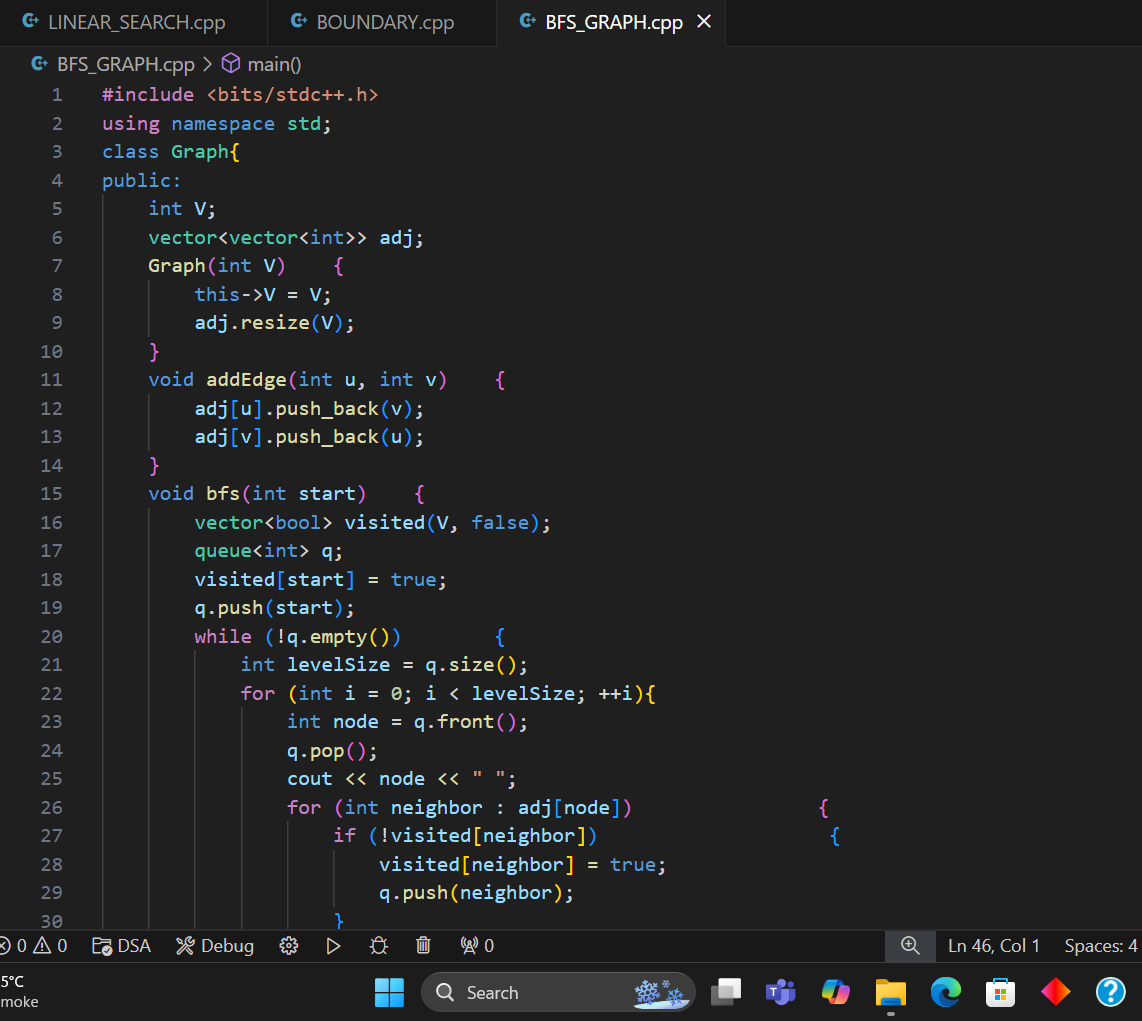 LINEAR_SEARCH.cpp BOUNDARY.cpp BFS_GRAPH.cpp
BFS_GRAPH.cpp > main()
1 #include <bits/stdc++.h>
2 using namespace std;
3 class Graph{
4 public:
5     int V;
6     vector<vector<int>> adj;
7     Graph(int V)    {
8         this->V = V;
9         adj.resize(V);
10     }
11     void addEdge(int u, int v)    {
12         adj[u].push_back(v);
13         adj[v].push_back(u);
14     }
15     void bfs(int start)    {
16         vector<bool> visited(V, false);
17         queue<int> q;
18         visited[start] = true;
19         q.push(start);
20         while (!q.empty())        {
21             int levelSize = q.size();
22             for (int i = 0; i < levelSize; ++i){
23                 int node = q.front();
24                 q.pop();
25                 cout << node << " ";
26                 for (int neighbor : adj[node])                {
27                     if (!visited[neighbor])                    {
28                         visited[neighbor] = true;
29                         q.push(neighbor);
30                     }
0 0 DSA Debug 0 Ln 46, Col 1 Spaces: 4
5°C
moke
Search